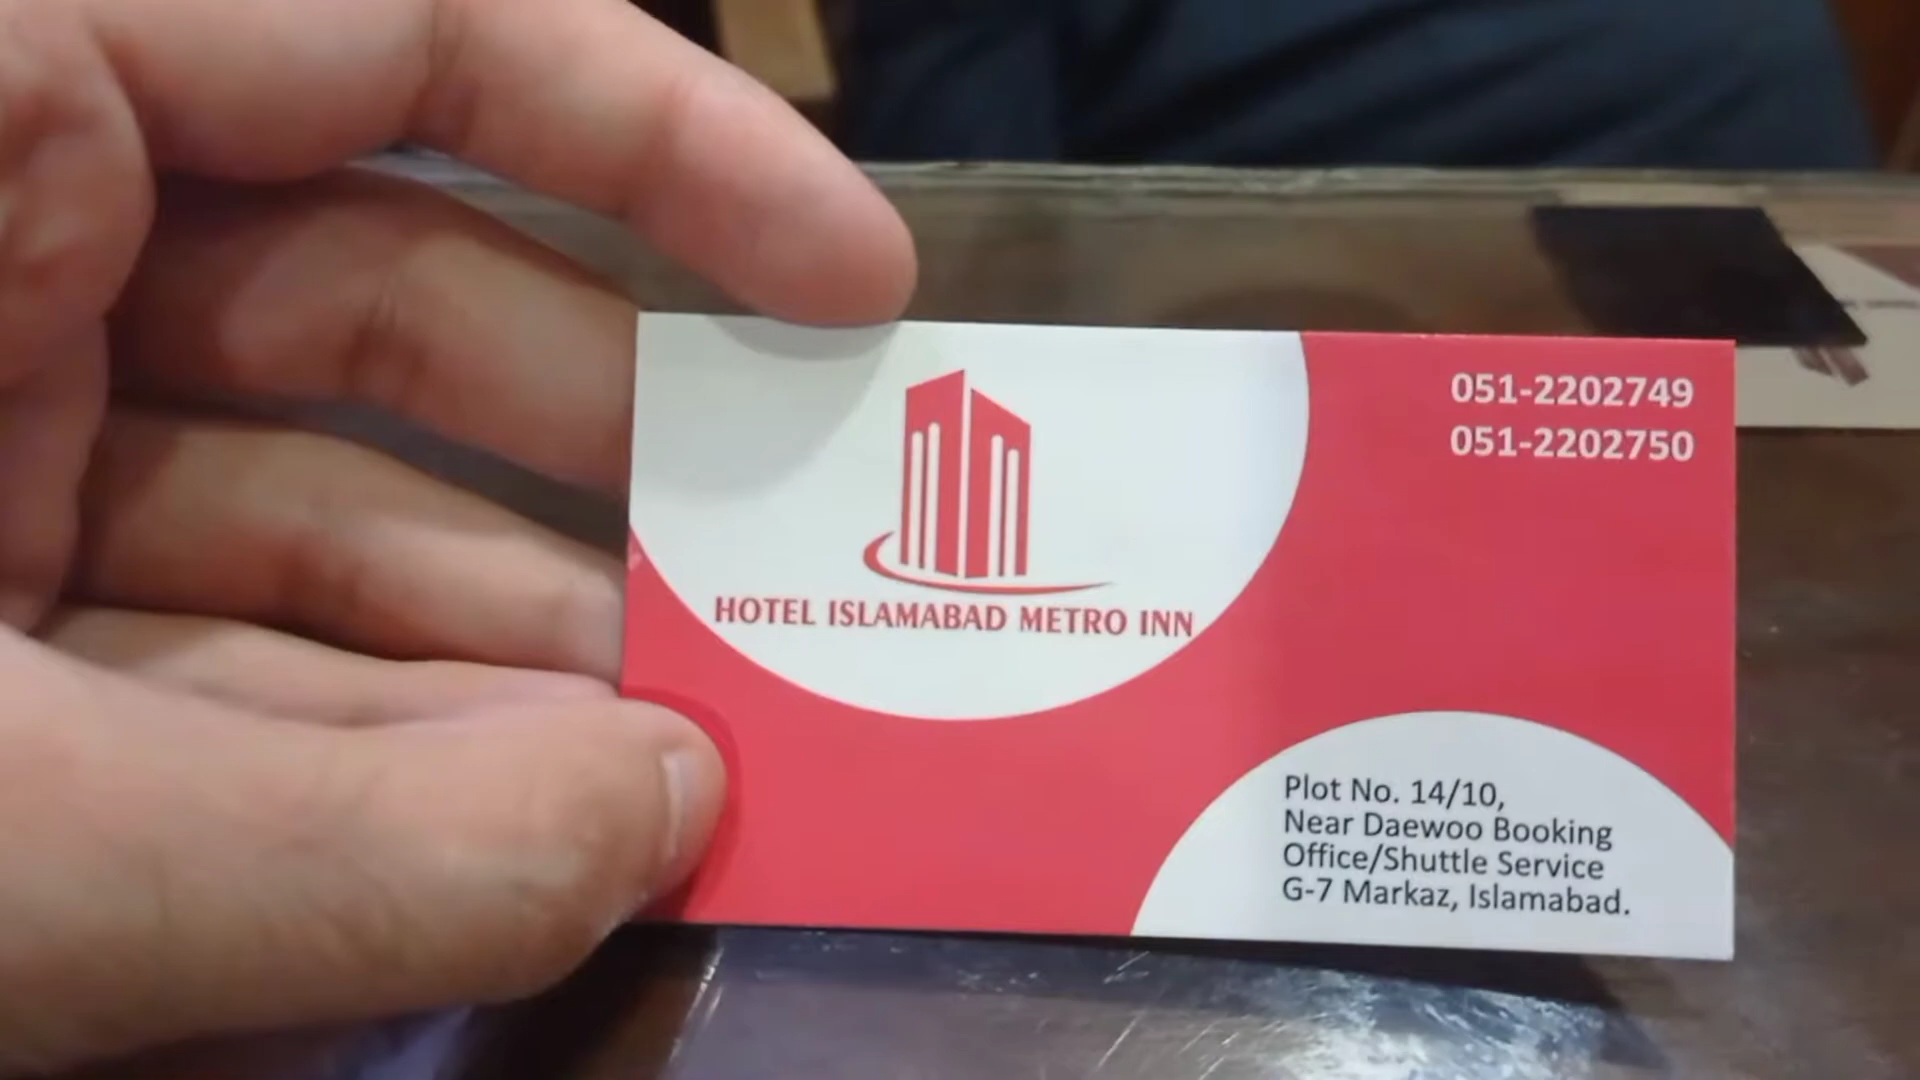 051-2202749
051-2202750
HOTEL ISLAMABAD METRO INN
Plot No. 14/10,
Near Daewoo Booking
Office/Shuttle Service
G-7 Markaz, Islamabad.